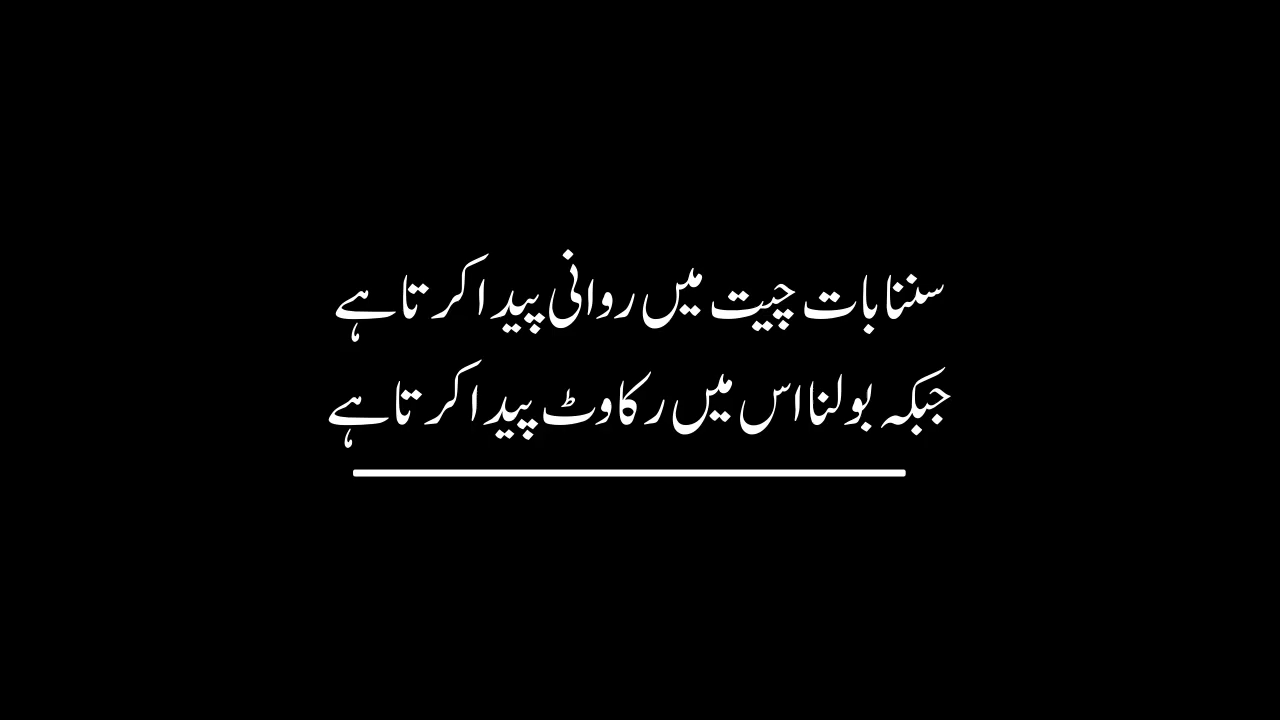 سننا بات چیت میں روانی پیدا کرتا ہے
جبکہ بولنا اس میں رکاوٹ پیدا کرتا ہے